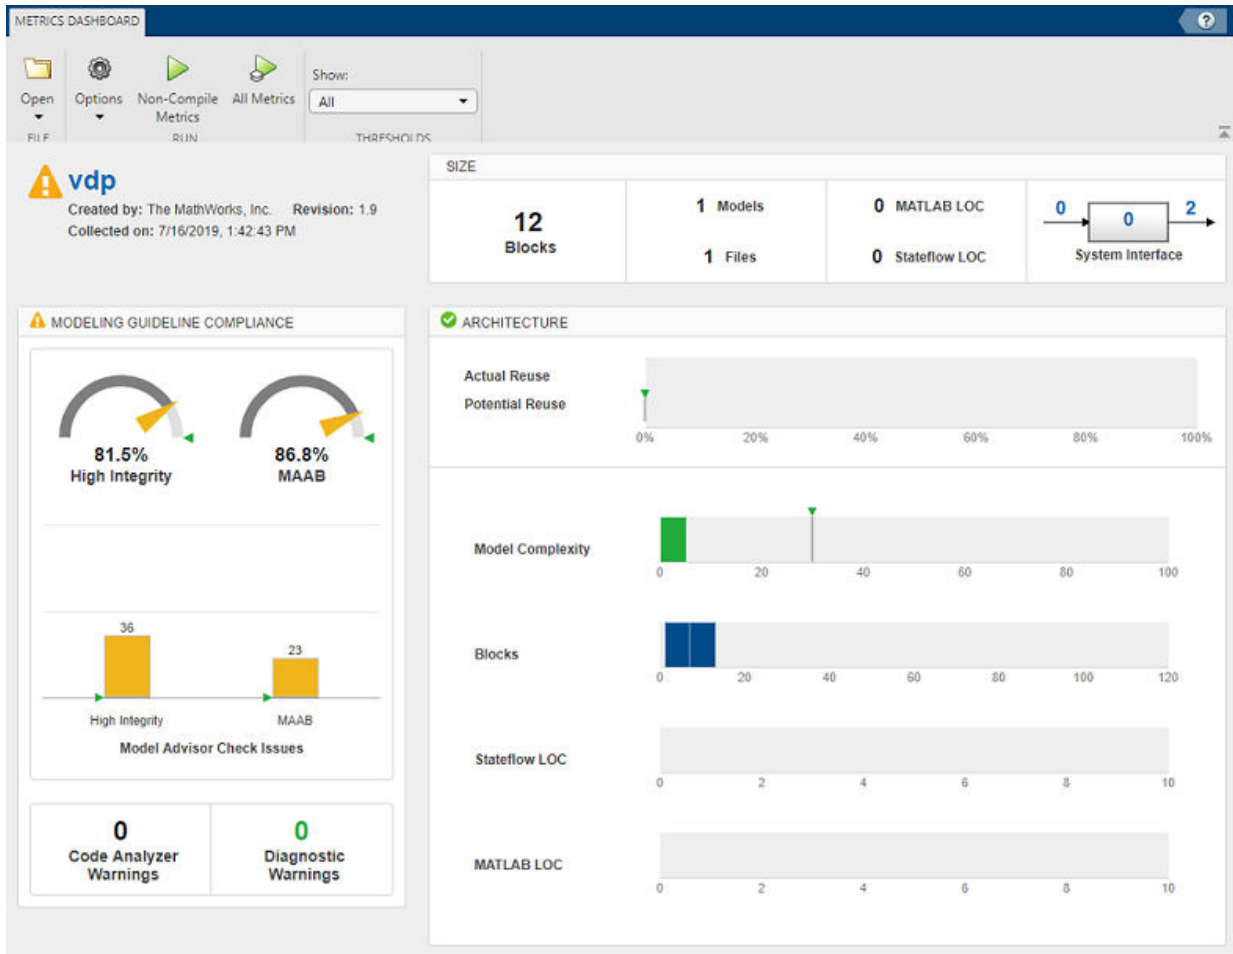 METRICS DASHBOARD
?
Open
Options
Non-Compile
Metrics
All Metrics
Show:
All
FILE
RUN
THRESHOLDS
vdp
Created by: The MathWorks, Inc. Revision: 1.9
Collected on: 7/16/2019, 1:42:43 PM
SIZE
12
Blocks
1 Models
1 Files
0 MATLAB LOC
0 Stateflow LOC
0 0 2
System Interface
MODELING GUIDELINE COMPLIANCE
81.5%
High Integrity
86.8%
MAAB
36
23
High Integrity MAAB
Model Advisor Check Issues
0
Code Analyzer
Warnings
0
Diagnostic
Warnings
ARCHITECTURE
Actual Reuse
Potential Reuse
0% 20% 40% 60% 80% 100%
Model Complexity
0 20 40 60 80 100
Blocks
0 20 40 60 80 100 120
Stateflow LOC
0 2 4 6 8 10
MATLAB LOC
0 2 4 6 8 10